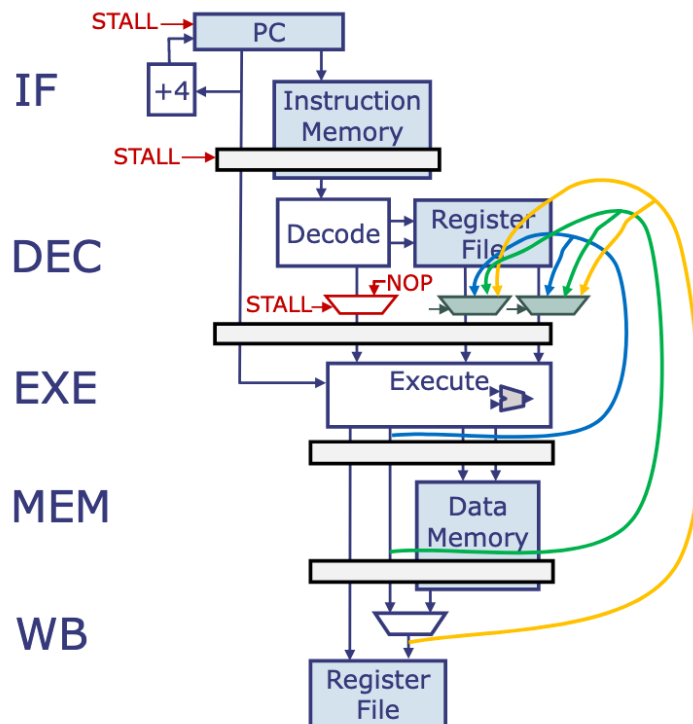 STALL
PC
IF
+4
Instruction
Memory
STALL
DEC
Decode
Register
File
NOP
STALL
EXE
Execute
MEM
Data
Memory
WB
Register
File